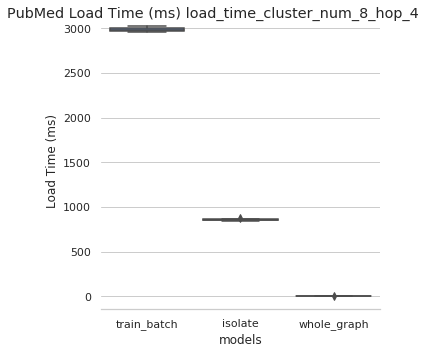 PubMed Load Time (ms) load_time_cluster_num_8_hop_4
3000
2500
2000
1500
1000
500
0
Load Time (ms)
train_batch isolate whole_graph
models